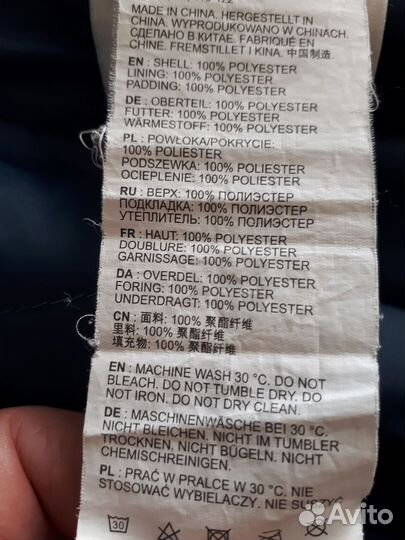 MADE IN CHINA. HERGESTELLT IN
CHINA. WYPRODUKOWANO W CHINACH.
СДЕЛАНО В КИТАЕ. FABRIQUÉ EN
CHINE. FREMSTILLET I KINA. 中国制造.
EN : SHELL: 100% POLYESTER
LINING: 100% POLYESTER
PADDING: 100% POLYESTER
DE : OBERTEIL: 100% POLYESTER
FUTTER: 100% POLYESTER
WÄRMESTOFF: 100% POLYESTER
PL : POWŁOKA/POKRYCIE:
100% POLIESTER
PODSZEWKA: 100% POLIESTER
OCIEPLENIE: 100% POLIESTER
RU : ВЕРХ: 100% ПОЛИЭСТЕР
ПОДКЛАДКА: 100% ПОЛИЭСТЕР
УТЕПЛИТЕЛЬ: 100% ПОЛИЭСТЕР
FR : HAUT: 100% POLYESTER
DOUBLURE: 100% POLYESTER
GARNISSAGE: 100% POLYESTER
DA : OVERDEL: 100% POLYESTER
FORING: 100% POLYESTER
UNDERDRAGT: 100% POLYESTER
CN : 面料: 100% 聚酯纤维
里料: 100% 聚酯纤维
填充物: 100% 聚酯纤维
EN : MACHINE WASH 30 °C. DO NOT
BLEACH. DO NOT TUMBLE DRY. DO
NOT IRON. DO NOT DRY CLEAN.
DE : MASCHINENWÄSCHE BEI 30 °C.
NICHT BLEICHEN. NICHT IM TUMBLER
TROCKNEN. NICHT BÜGELN. NICHT
CHEMISCHREINIGEN.
PL : PRAĆ W PRALCE W 30 °C. NIE
STOSOWAĆ WYBIELACZY. NIE SUSZYĆ
30
Avito